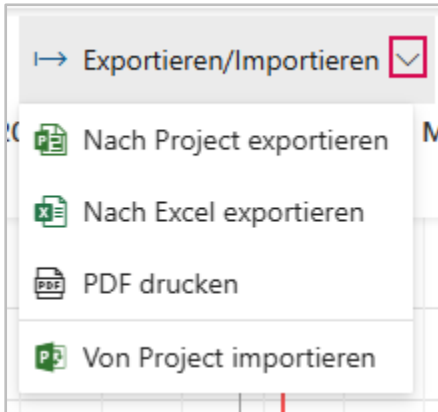 Exportieren/Importieren
Nach Project exportieren
Nach Excel exportieren
PDF drucken
Von Project importieren